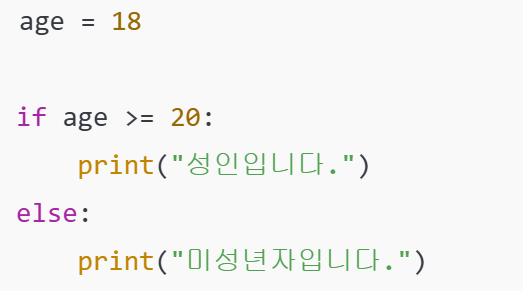 age = 18
if age >= 20:
    print("성인입니다.")
else:
    print("미성년자입니다.")